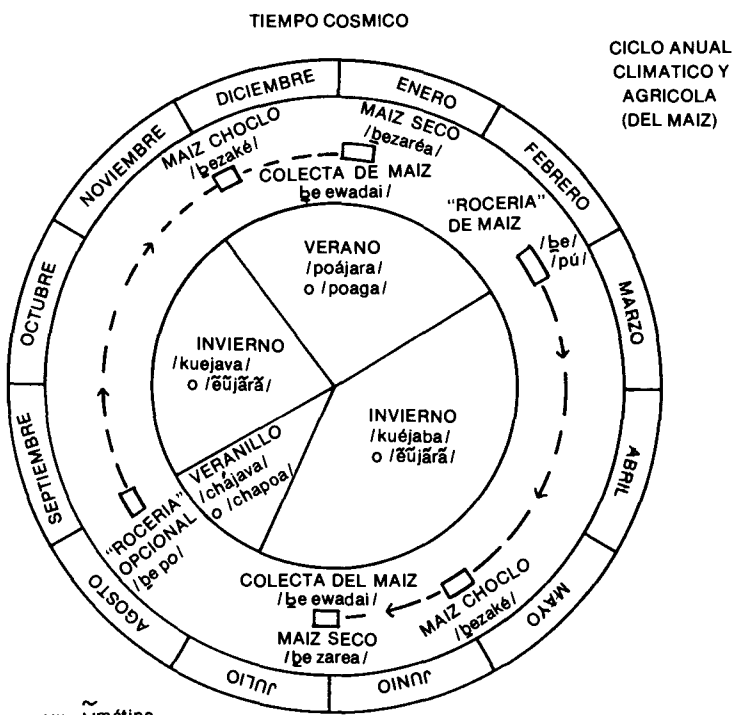 TIEMPO COSMICO
CICLO ANUAL
CLIMATICO Y
AGRICOLA
(DEL MAIZ)
DICIEMBRE
ENERO
FEBRERO
MARZO
ABRIL
MAYO
JUNIO
JULIO
AGOSTO
SEPTIEMBRE
OCTUBRE
NOVIEMBRE
MAIZ CHOCLO
/b̲ezaké/
MAIZ SECO
/b̲ezaréa/
COLECTA DE MAIZ
b̲e ewadai/
"ROCERIA"
DE MAIZ
/b̲e/
/pú/
VERANO
/poájara/
o /poaga/
INVIERNO
/kuejava/
o /ẽũjãrã/
INVIERNO
/kuéjaba/
o /ẽũjãrã/
VERANILLO
/chájava/
o /chapoa/
"ROCERIA"
OPCIONAL
/b̲e po/
COLECTA DEL MAIZ
/b̲e ewadai/
MAIZ SECO
/b̲e zarea/
MAIZ CHOCLO
/b̲ezaké/